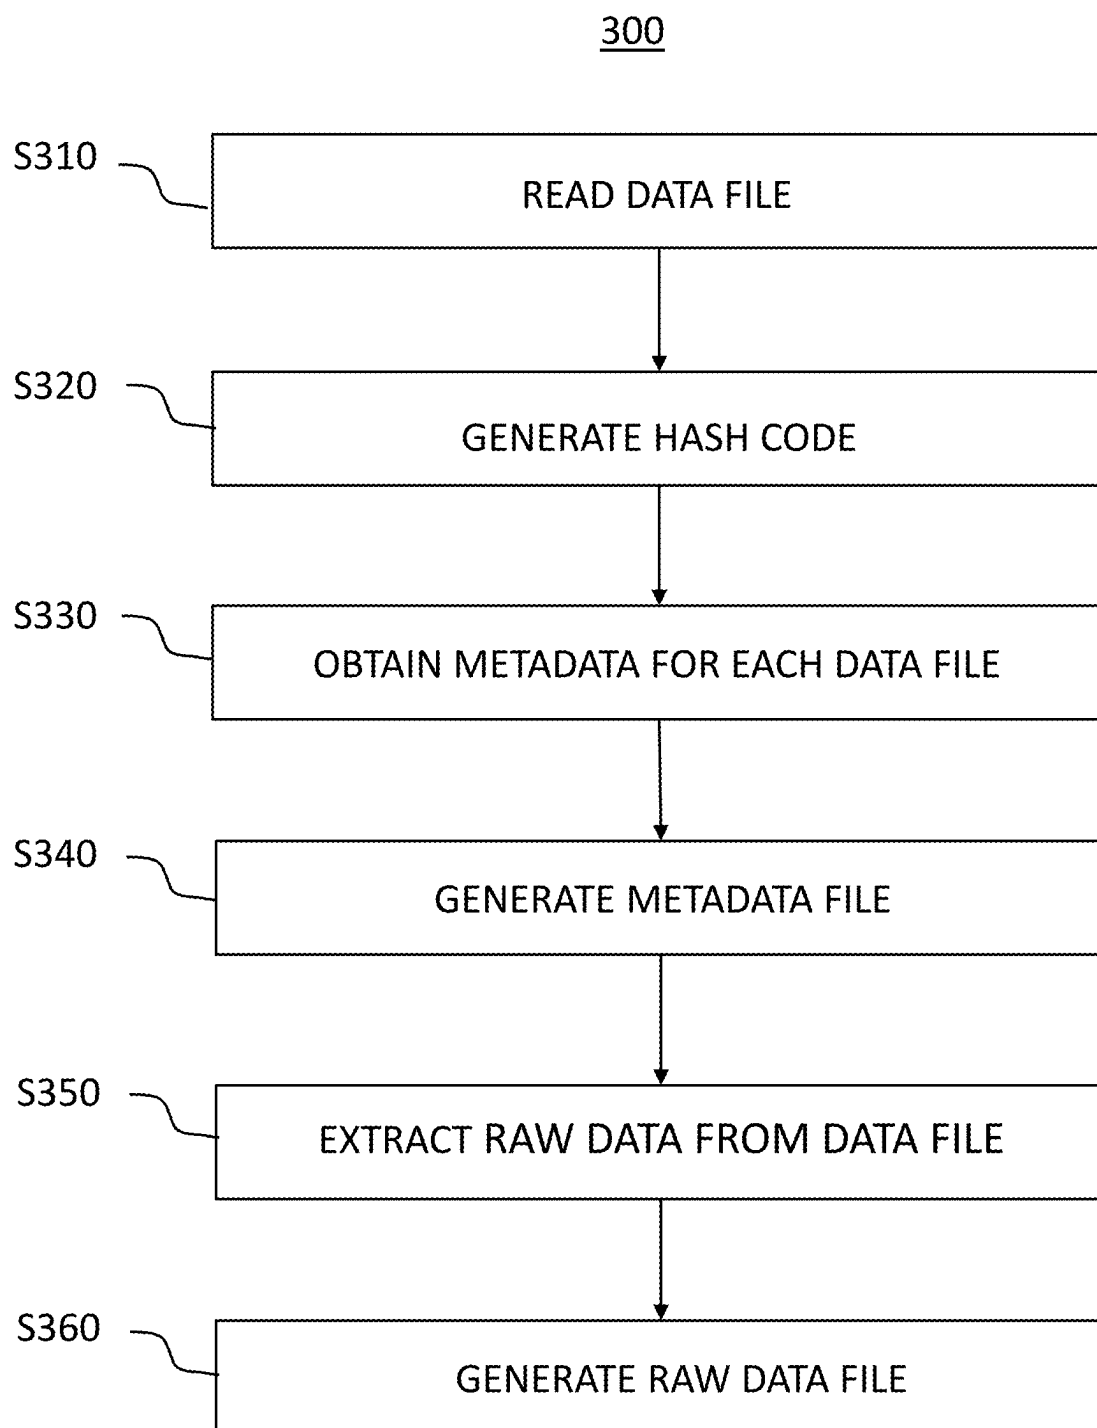 300
S310
READ DATA FILE
S320
GENERATE HASH CODE
S330
OBTAIN METADATA FOR EACH DATA FILE
S340
GENERATE METADATA FILE
S350
EXTRACT RAW DATA FROM DATA FILE
S360
GENERATE RAW DATA FILE